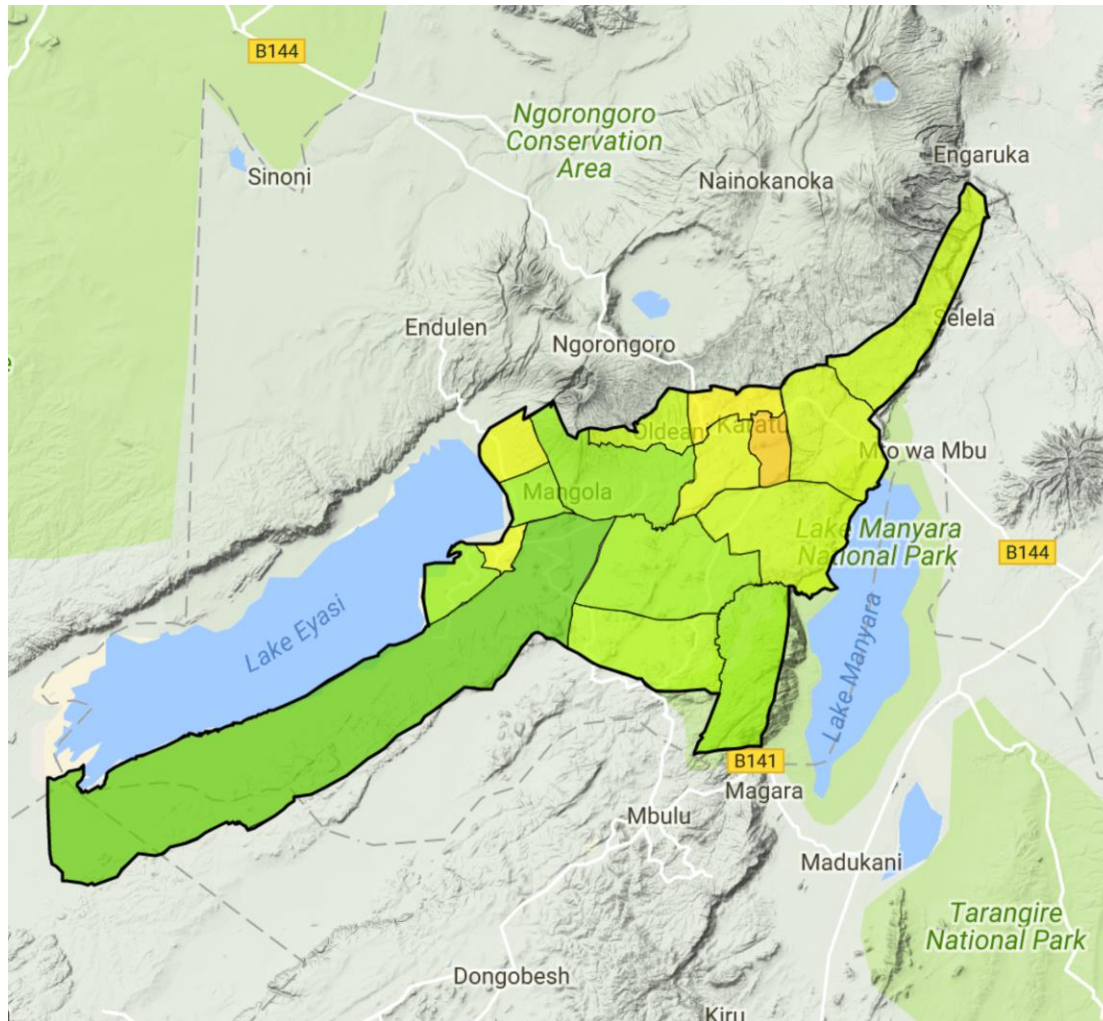 B144
Ngorongoro
Conservation
Area
Engaruka
Sinoni
Nainokanoka
Selela
Endulen
Ngorongoro
Oldeani
Karatu
Mto wa Mbu
Mangola
Lake Manyara
National Park
B144
Lake Eyasi
Lake Manyara
B141
Magara
Mbulu
Madukani
Tarangire
National Park
Dongobesh
Kiru